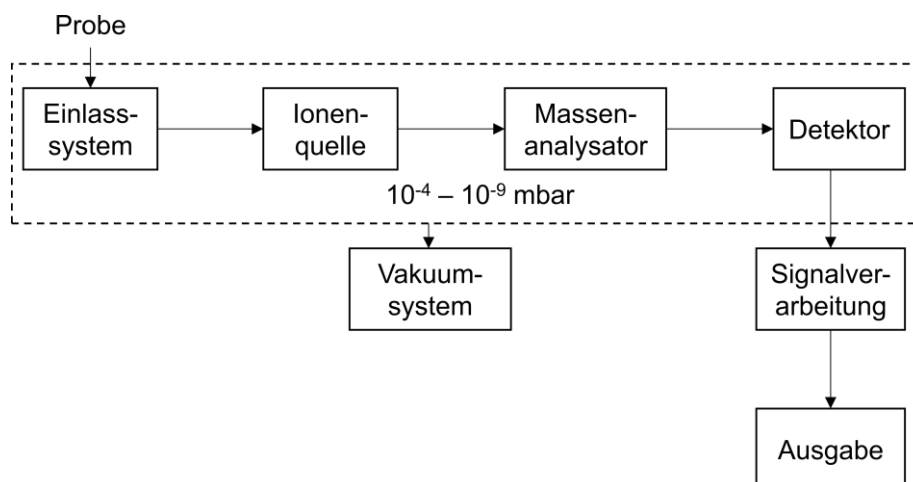 Probe
Einlass-
system
Ionen-
quelle
Massen-
analysator
Detektor
10⁻⁴ – 10⁻⁹ mbar
Vakuum-
system
Signalver-
arbeitung
Ausgabe